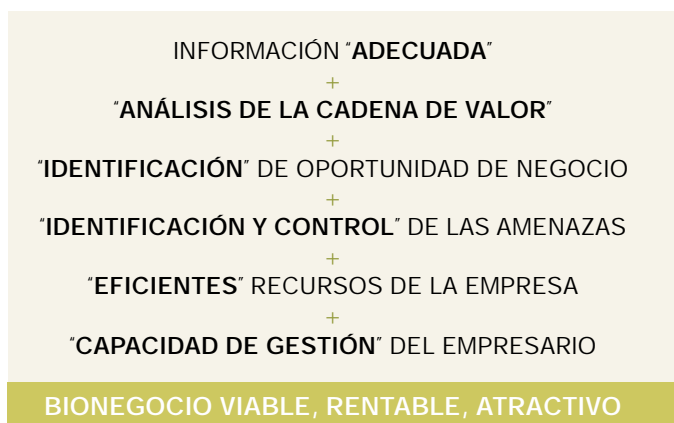 INFORMACIÓN “ADECUADA”
+
“ANÁLISIS DE LA CADENA DE VALOR”
+
“IDENTIFICACIÓN” DE OPORTUNIDAD DE NEGOCIO
+
“IDENTIFICACIÓN Y CONTROL” DE LAS AMENAZAS
+
“EFICIENTES” RECURSOS DE LA EMPRESA
+
“CAPACIDAD DE GESTIÓN” DEL EMPRESARIO
BIONEGOCIO VIABLE, RENTABLE, ATRACTIVO